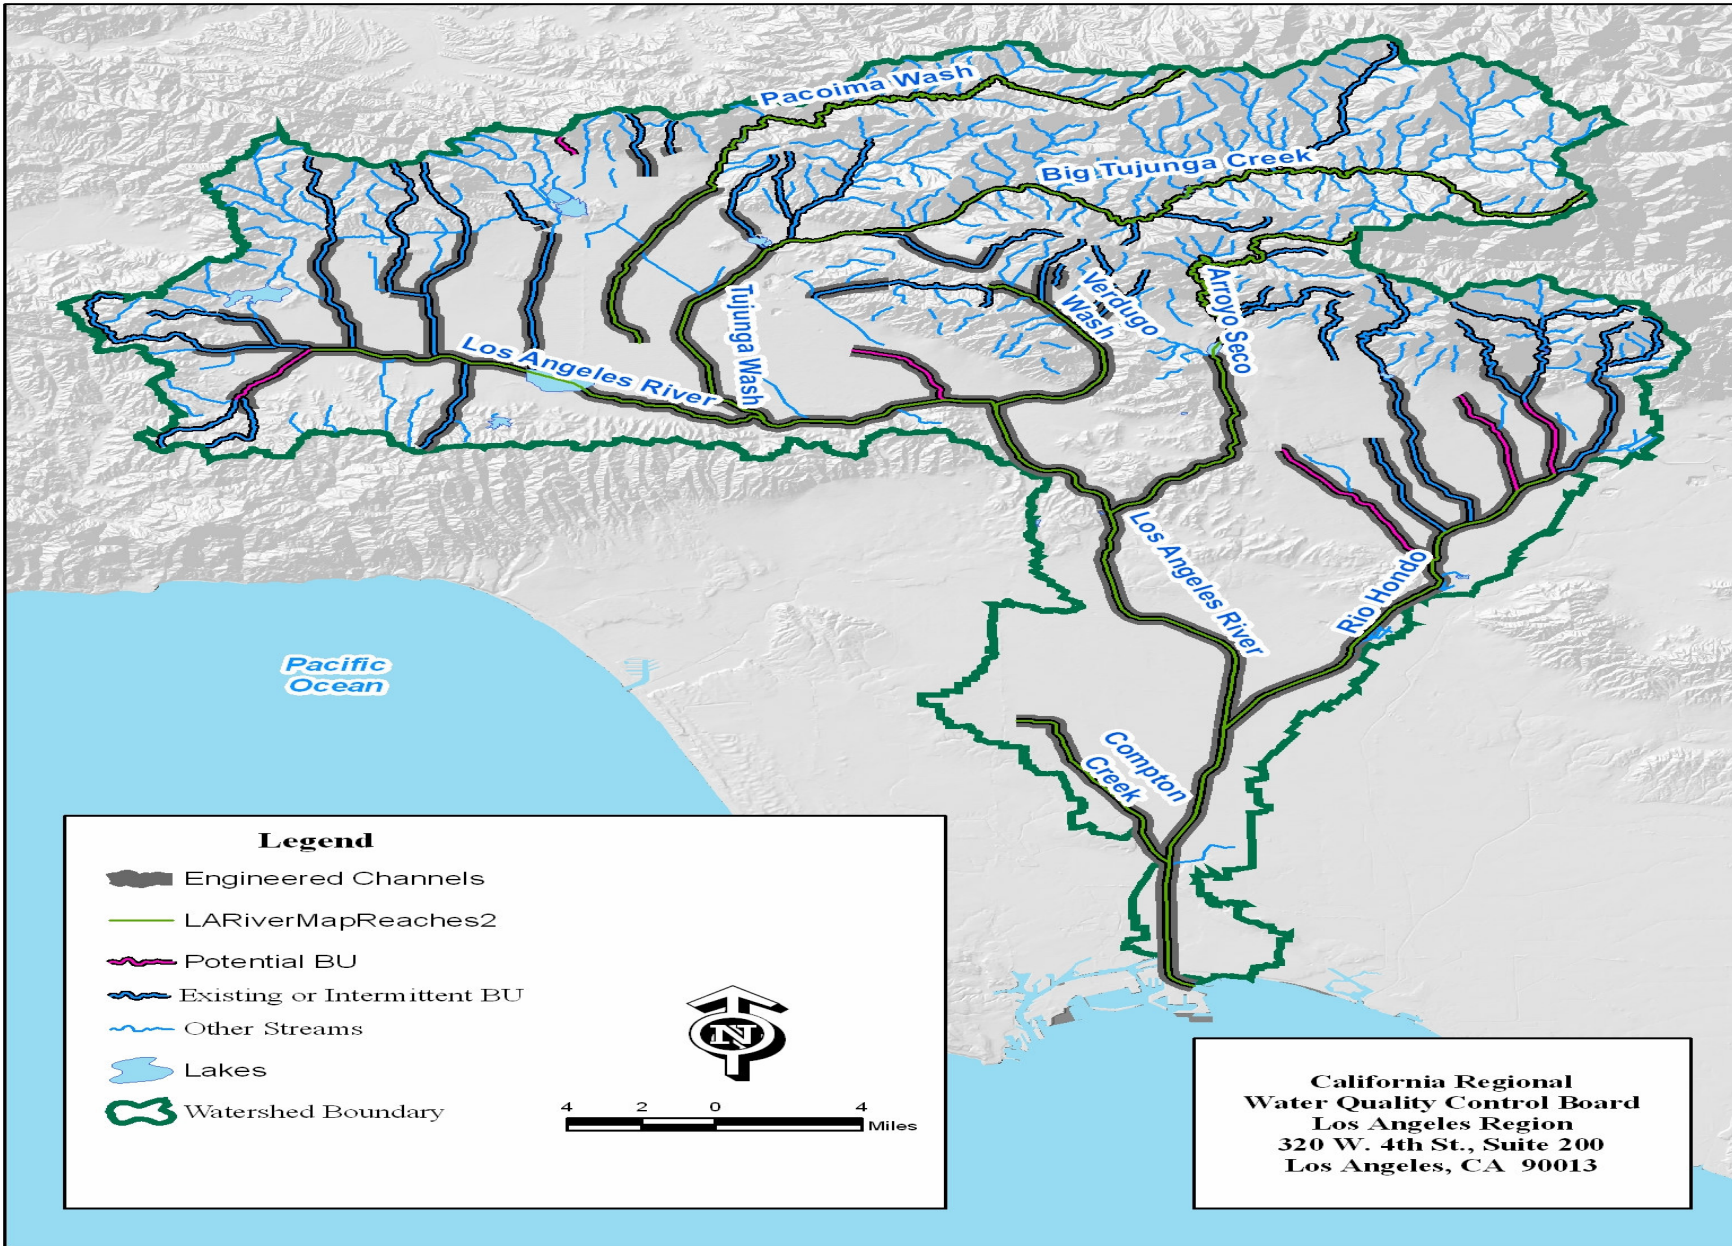 Pacoima Wash
Big Tujunga Creek
Verdugo
Wash
Arroyo Seco
Tujunga Wash
Los Angeles River
Los Angeles River
Rio Hondo
Pacific
Ocean
Compton
Creek
Legend
Engineered Channels
LARiverMapReaches2
Potential BU
Existing or Intermittent BU
Other Streams
Lakes
Watershed Boundary
N
4 2 0 4
Miles
California Regional
Water Quality Control Board
Los Angeles Region
320 W. 4th St., Suite 200
Los Angeles, CA 90013